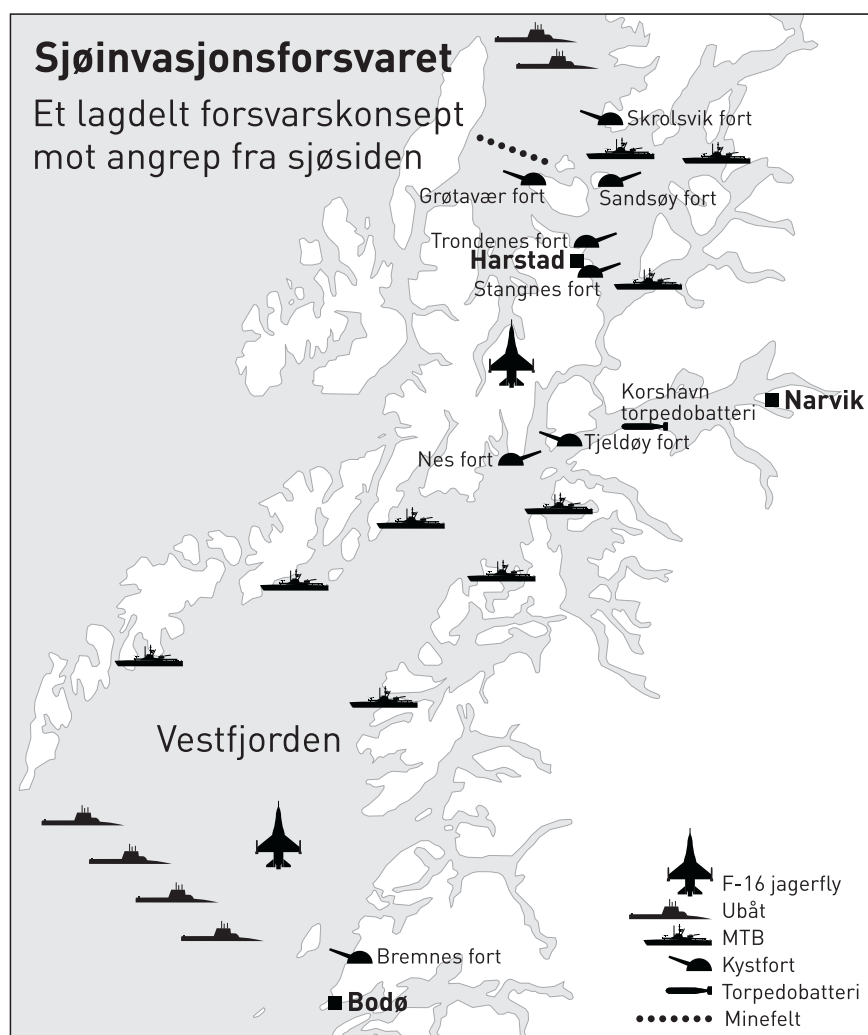 Sjøinvasjonsforsvaret
Et lagdelt forsvarskonsept
mot angrep fra sjøsiden
Skrolsvik fort
Grøtavær fort
Sandsøy fort
Trondenes fort
Harstad
Stangnes fort
Korshavn
torpedobatteri
Narvik
Tjeldøy fort
Nes fort
Vestfjorden
Bremnes fort
Bodø
F-16 jagerfly
Ubåt
MTB
Kystfort
Torpedobatteri
Minefelt